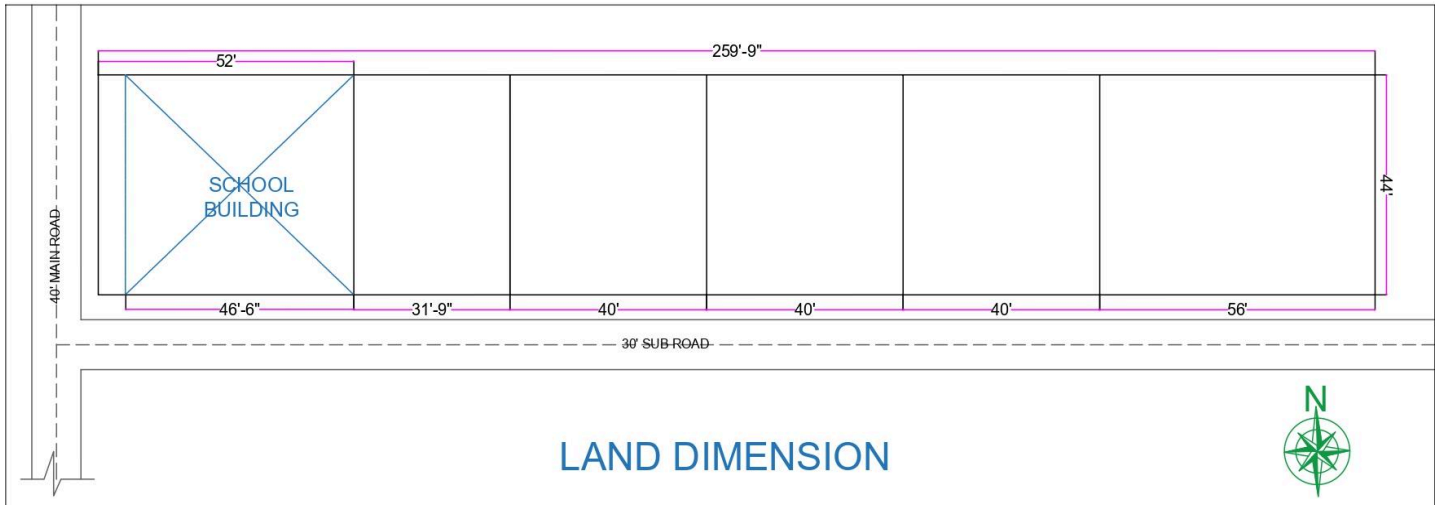 259'-9"
52'
SCHOOL
BUILDING
44'
40' MAIN ROAD
46'-6"
31'-9"
40'
40'
40'
56'
30' SUB ROAD
N
LAND DIMENSION